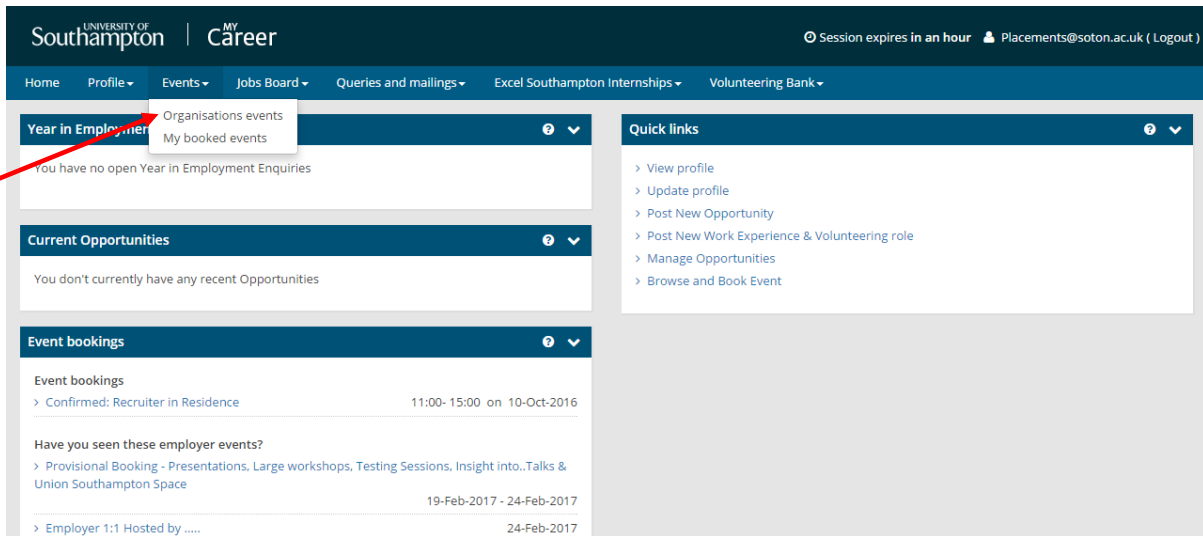 UNIVERSITY OF
Southampton | MY Career
Session expires in an hour Placements@soton.ac.uk ( Logout )
Home Profile Events Jobs Board Queries and mailings Excel Southampton Internships Volunteering Bank
Organisations events
My booked events
Year in Employmen
You have no open Year in Employment Enquiries
Current Opportunities
You don't currently have any recent Opportunities
Event bookings
Event bookings
> Confirmed: Recruiter in Residence 11:00- 15:00 on 10-Oct-2016
Have you seen these employer events?
> Provisional Booking - Presentations, Large workshops, Testing Sessions, Insight into..Talks &
Union Southampton Space
19-Feb-2017 - 24-Feb-2017
> Employer 1:1 Hosted by ..... 24-Feb-2017
Quick links
> View profile
> Update profile
> Post New Opportunity
> Post New Work Experience & Volunteering role
> Manage Opportunities
> Browse and Book Event